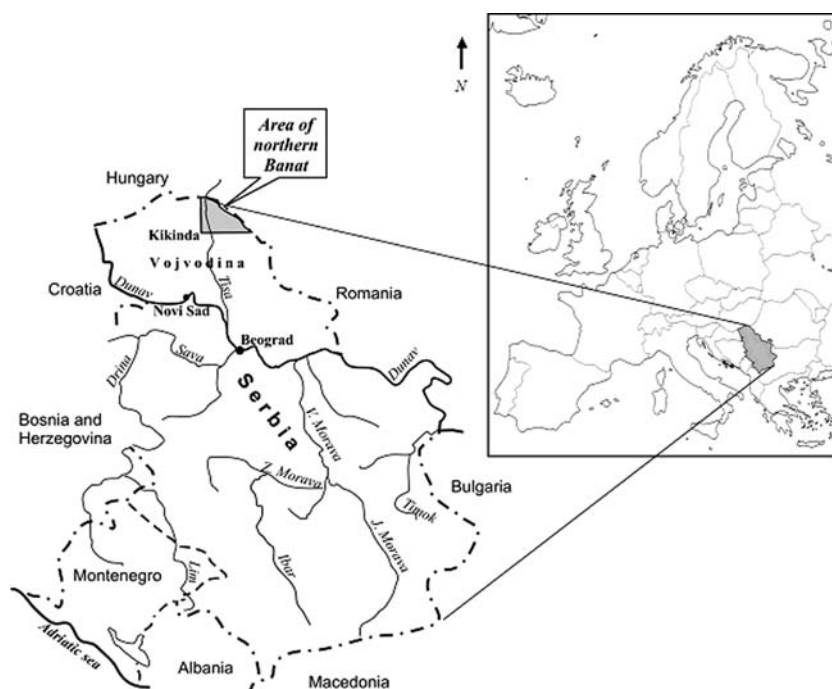 N
Area of
northern
Banat
Hungary
Kikinda
Vojvodina
Tisa
Croatia
Dunav
Romania
Novi Sad
Beograd
Sava
Drina
Dunav
Serbia
V. Morava
Bosnia and
Herzegovina
Z. Morava
Bulgaria
Timok
J. Morava
Ibar
Lim
Montenegro
Adriatic sea
Albania
Macedonia